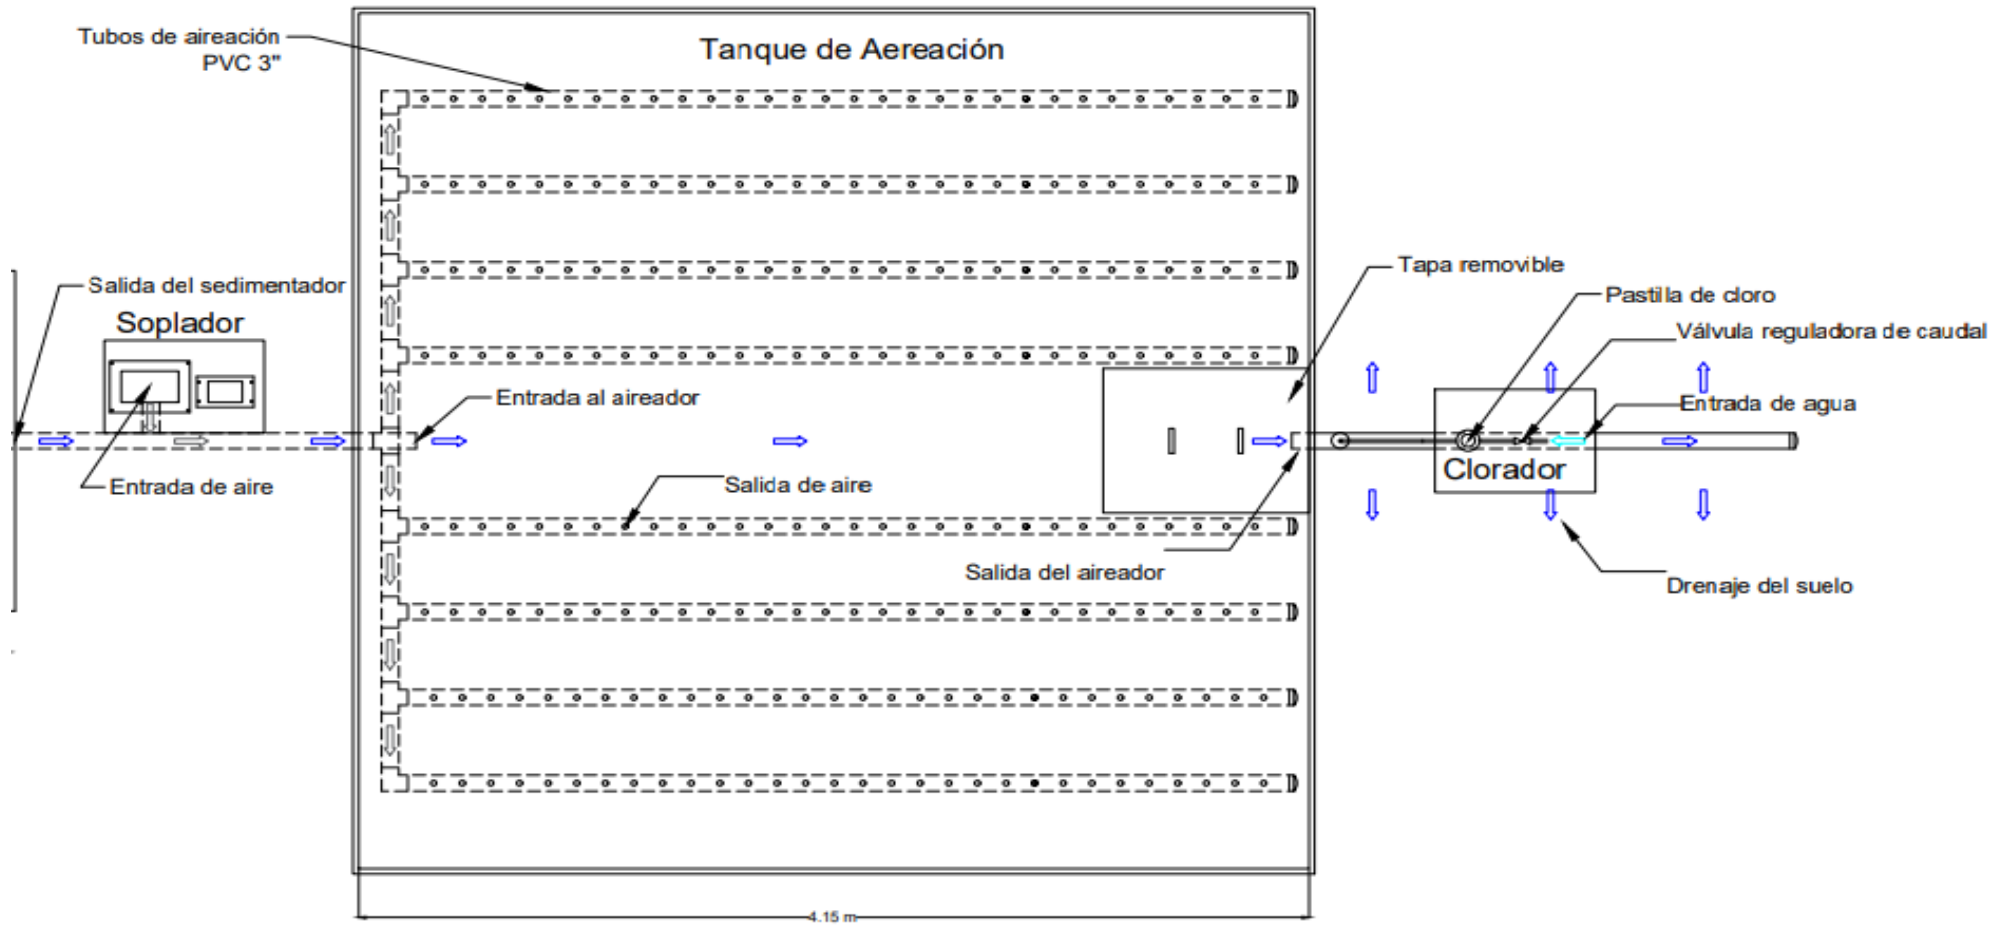 Tubos de aireación
PVC 3"
Tanque de Aereación
Salida del sedimentador
Soplador
Entrada al aireador
Entrada de aire
Salida de aire
Salida del aireador
Tapa removible
Pastilla de cloro
Válvula reguladora de caudal
Entrada de agua
Clorador
Drenaje del suelo
4.15 m